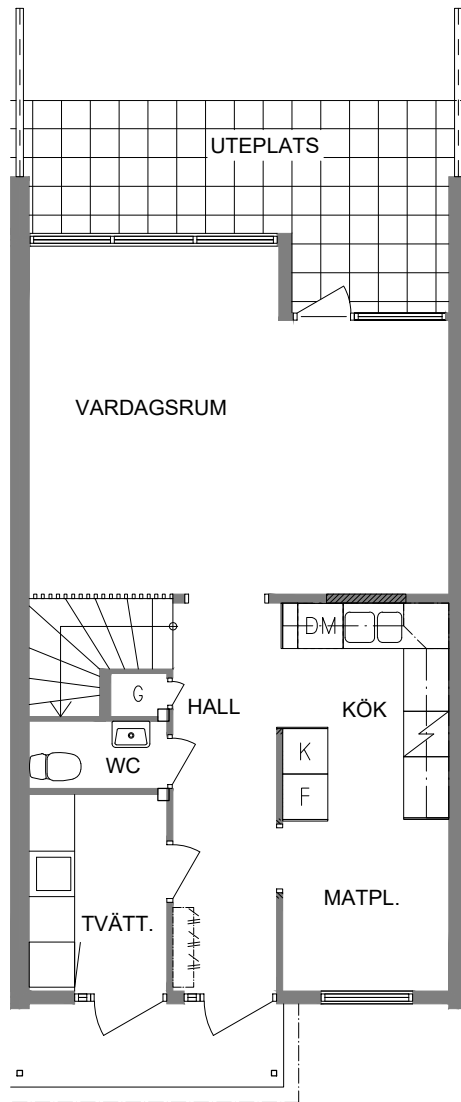 UTEPLATS
VARDAGSRUM
DM
G
HALL
KÖK
K
WC
F
TVÄTT.
MATPL.